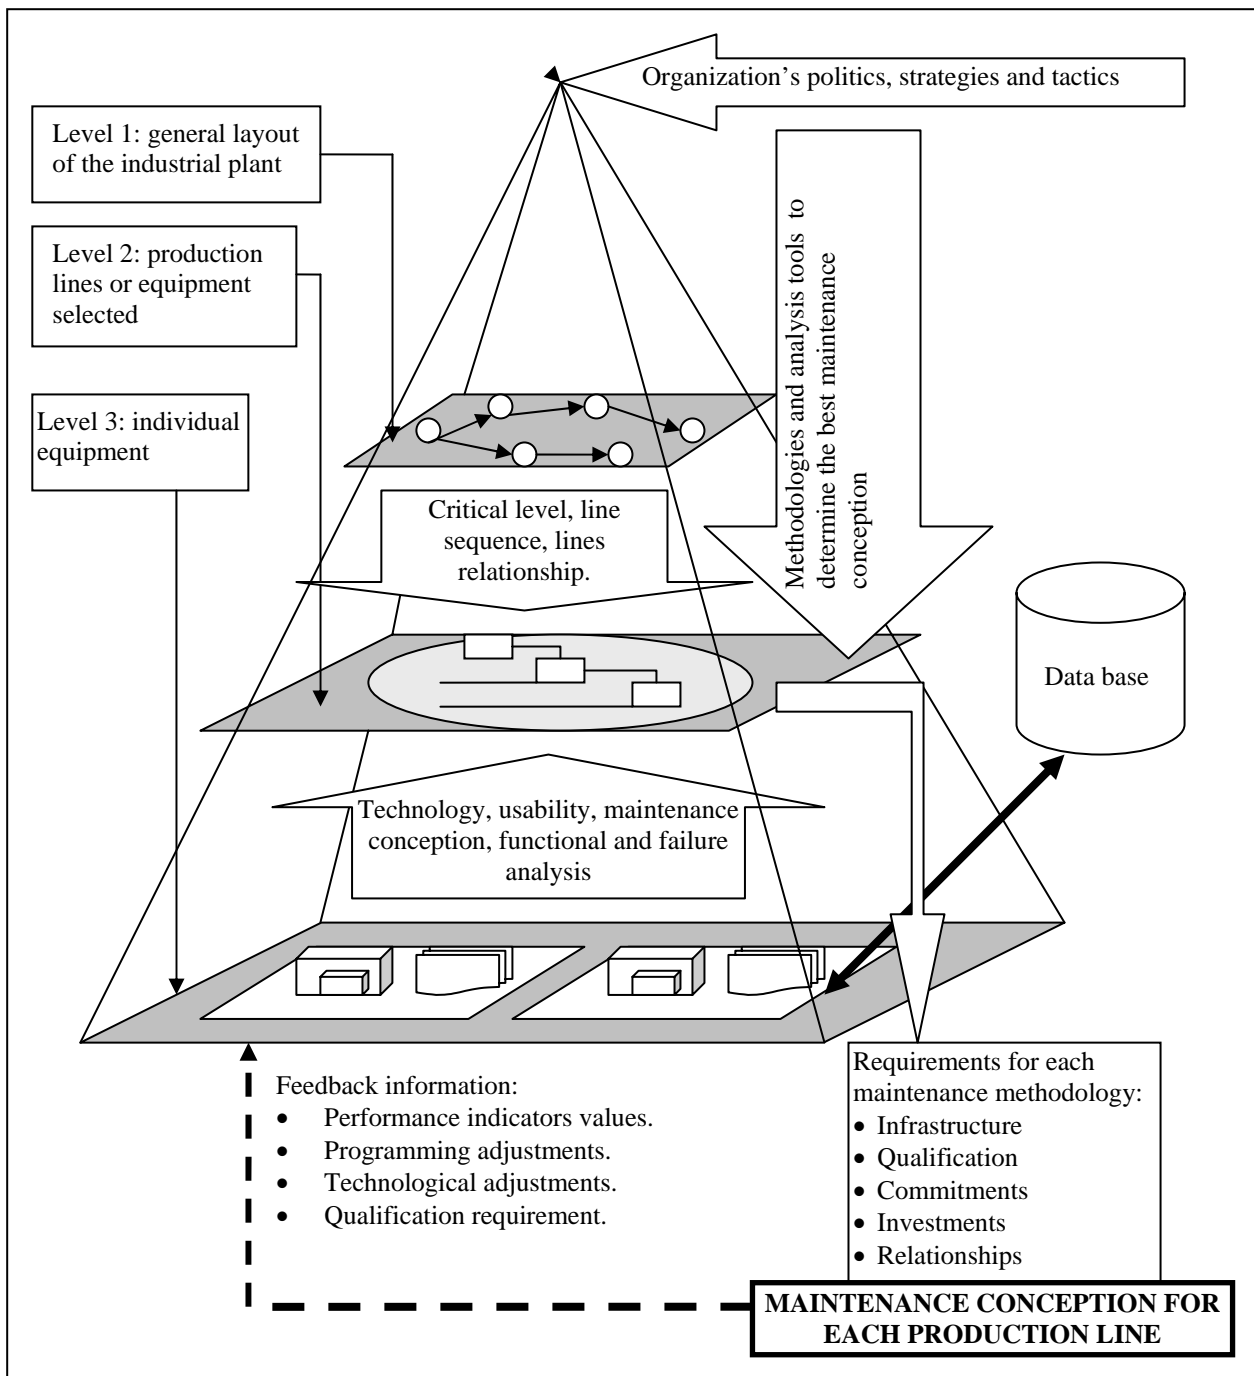 Organization's politics, strategies and tactics
Level 1: general layout
of the industrial plant
Level 2: production
lines or equipment
selected
Level 3: individual
equipment
Methodologies and analysis tools to
determine the best maintenance
conception
Critical level, line
sequence, lines
relationship.
Data base
Technology, usability, maintenance
conception, functional and failure
analysis
Feedback information:
• Performance indicators values.
• Programming adjustments.
• Technological adjustments.
• Qualification requirement.
Requirements for each
maintenance methodology:
• Infrastructure
• Qualification
• Commitments
• Investments
• Relationships
MAINTENANCE CONCEPTION FOR
EACH PRODUCTION LINE